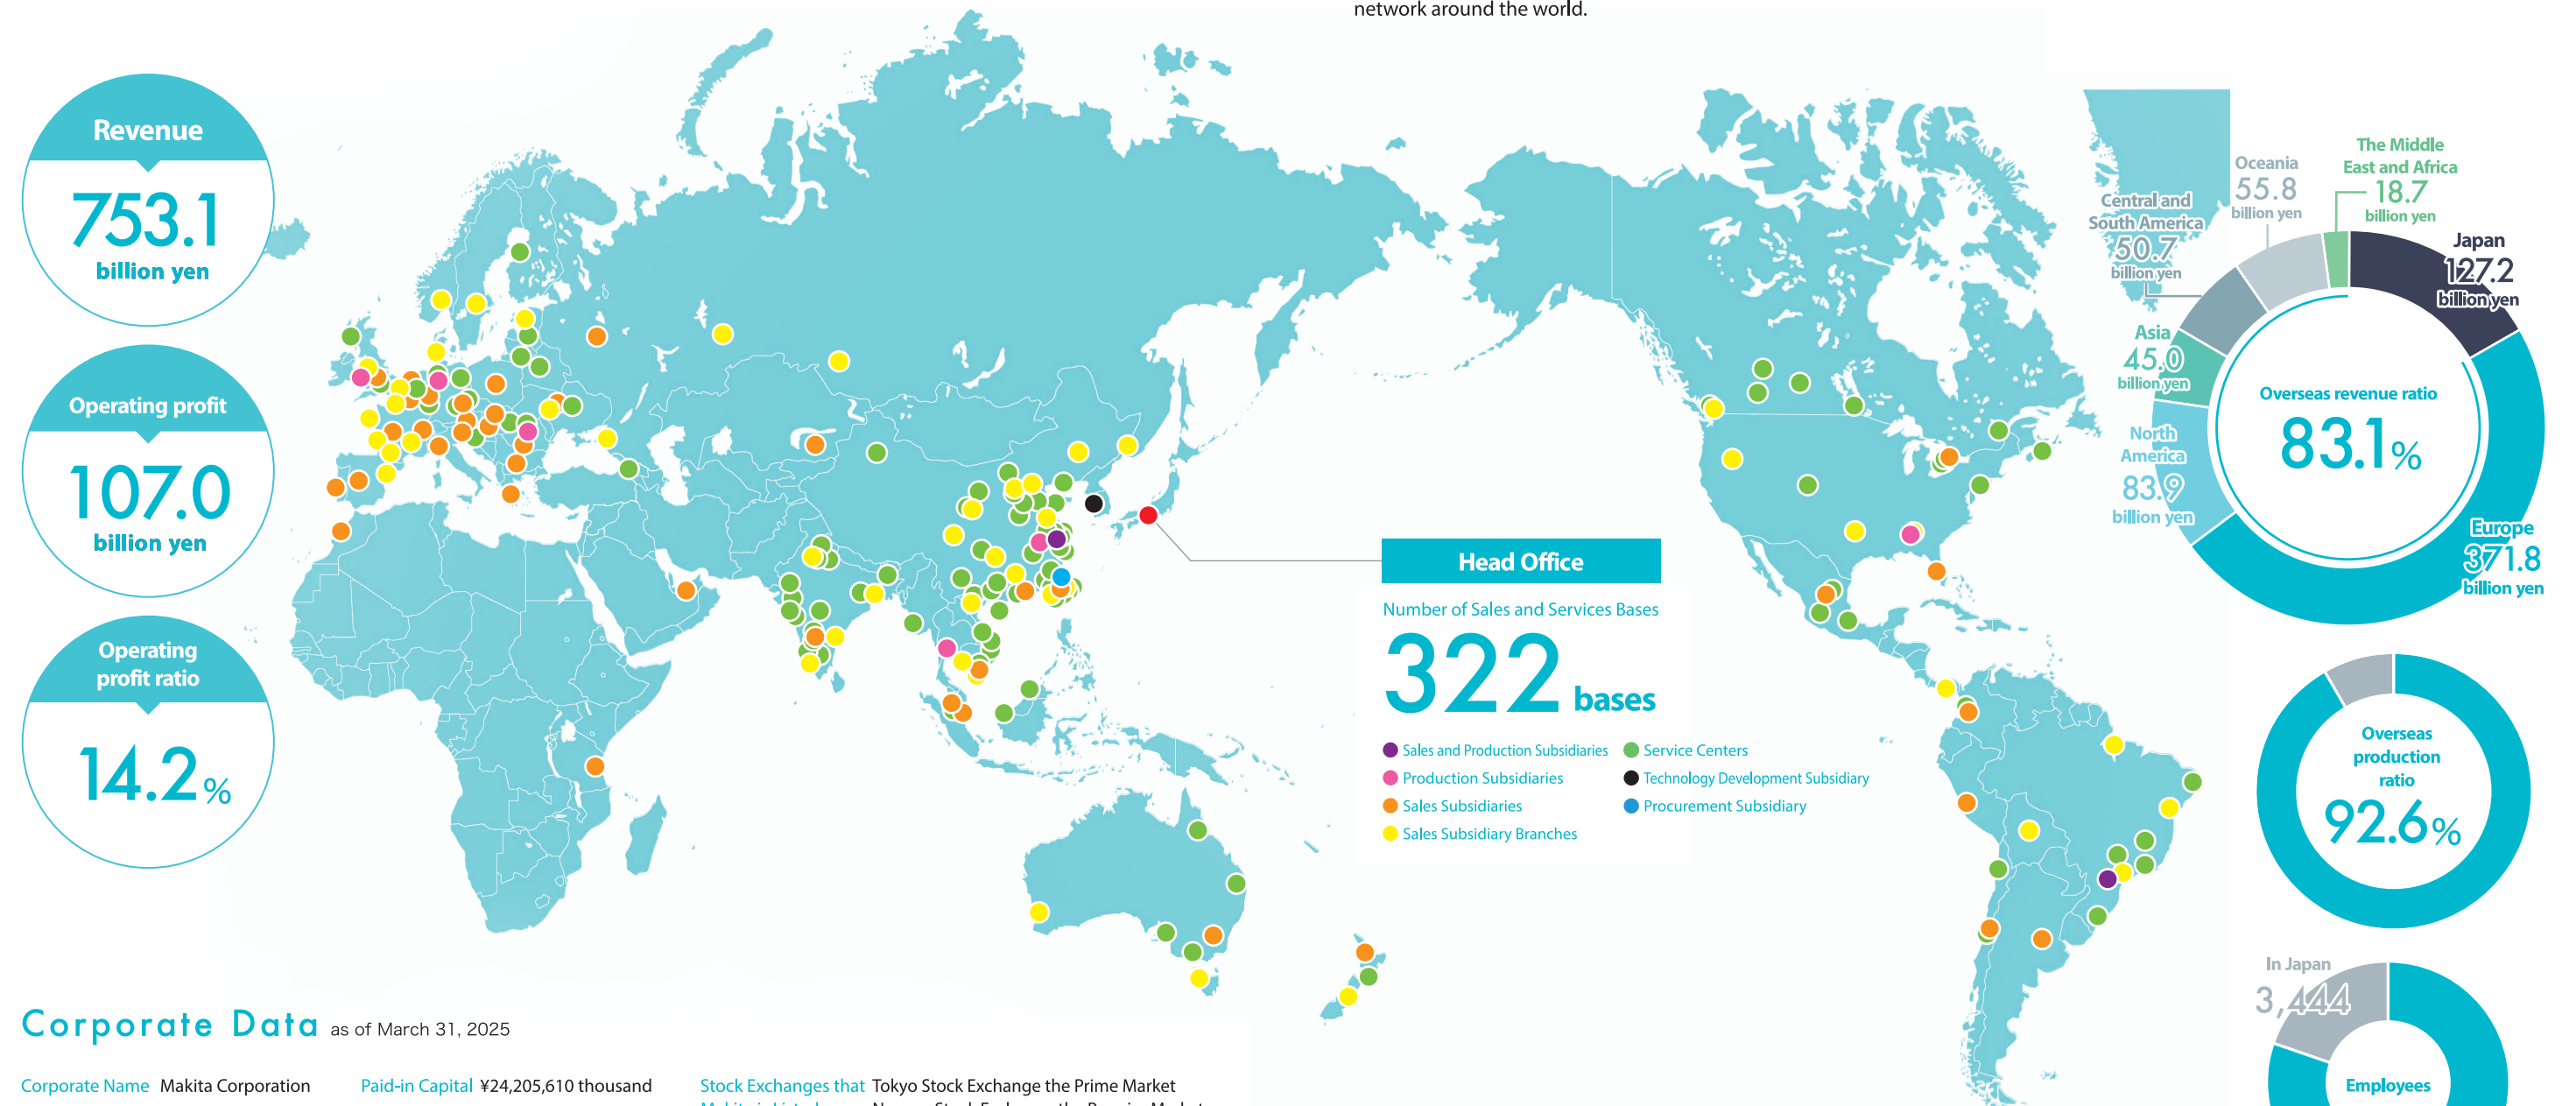 network around the world.
Revenue
753.1
billion yen
Operating profit
107.0
billion yen
Operating
profit ratio
14.2%
Head Office
Number of Sales and Services Bases
322 bases
Sales and Production Subsidiaries
Production Subsidiaries
Sales Subsidiaries
Sales Subsidiary Branches
Service Centers
Technology Development Subsidiary
Procurement Subsidiary
The Middle
East and Africa
18.7
billion yen
Oceania
55.8
billion yen
Central and
South America
50.7
billion yen
Japan
127.2
billion yen
Asia
45.0
billion yen
North
America
83.9
billion yen
Europe
371.8
billion yen
Overseas revenue ratio
83.1%
Overseas
production
ratio
92.6%
In Japan
3,444
Employees
Corporate Data as of March 31, 2025
Corporate Name Makita Corporation
Paid-in Capital ¥24,205,610 thousand
Stock Exchanges that Tokyo Stock Exchange the Prime Market